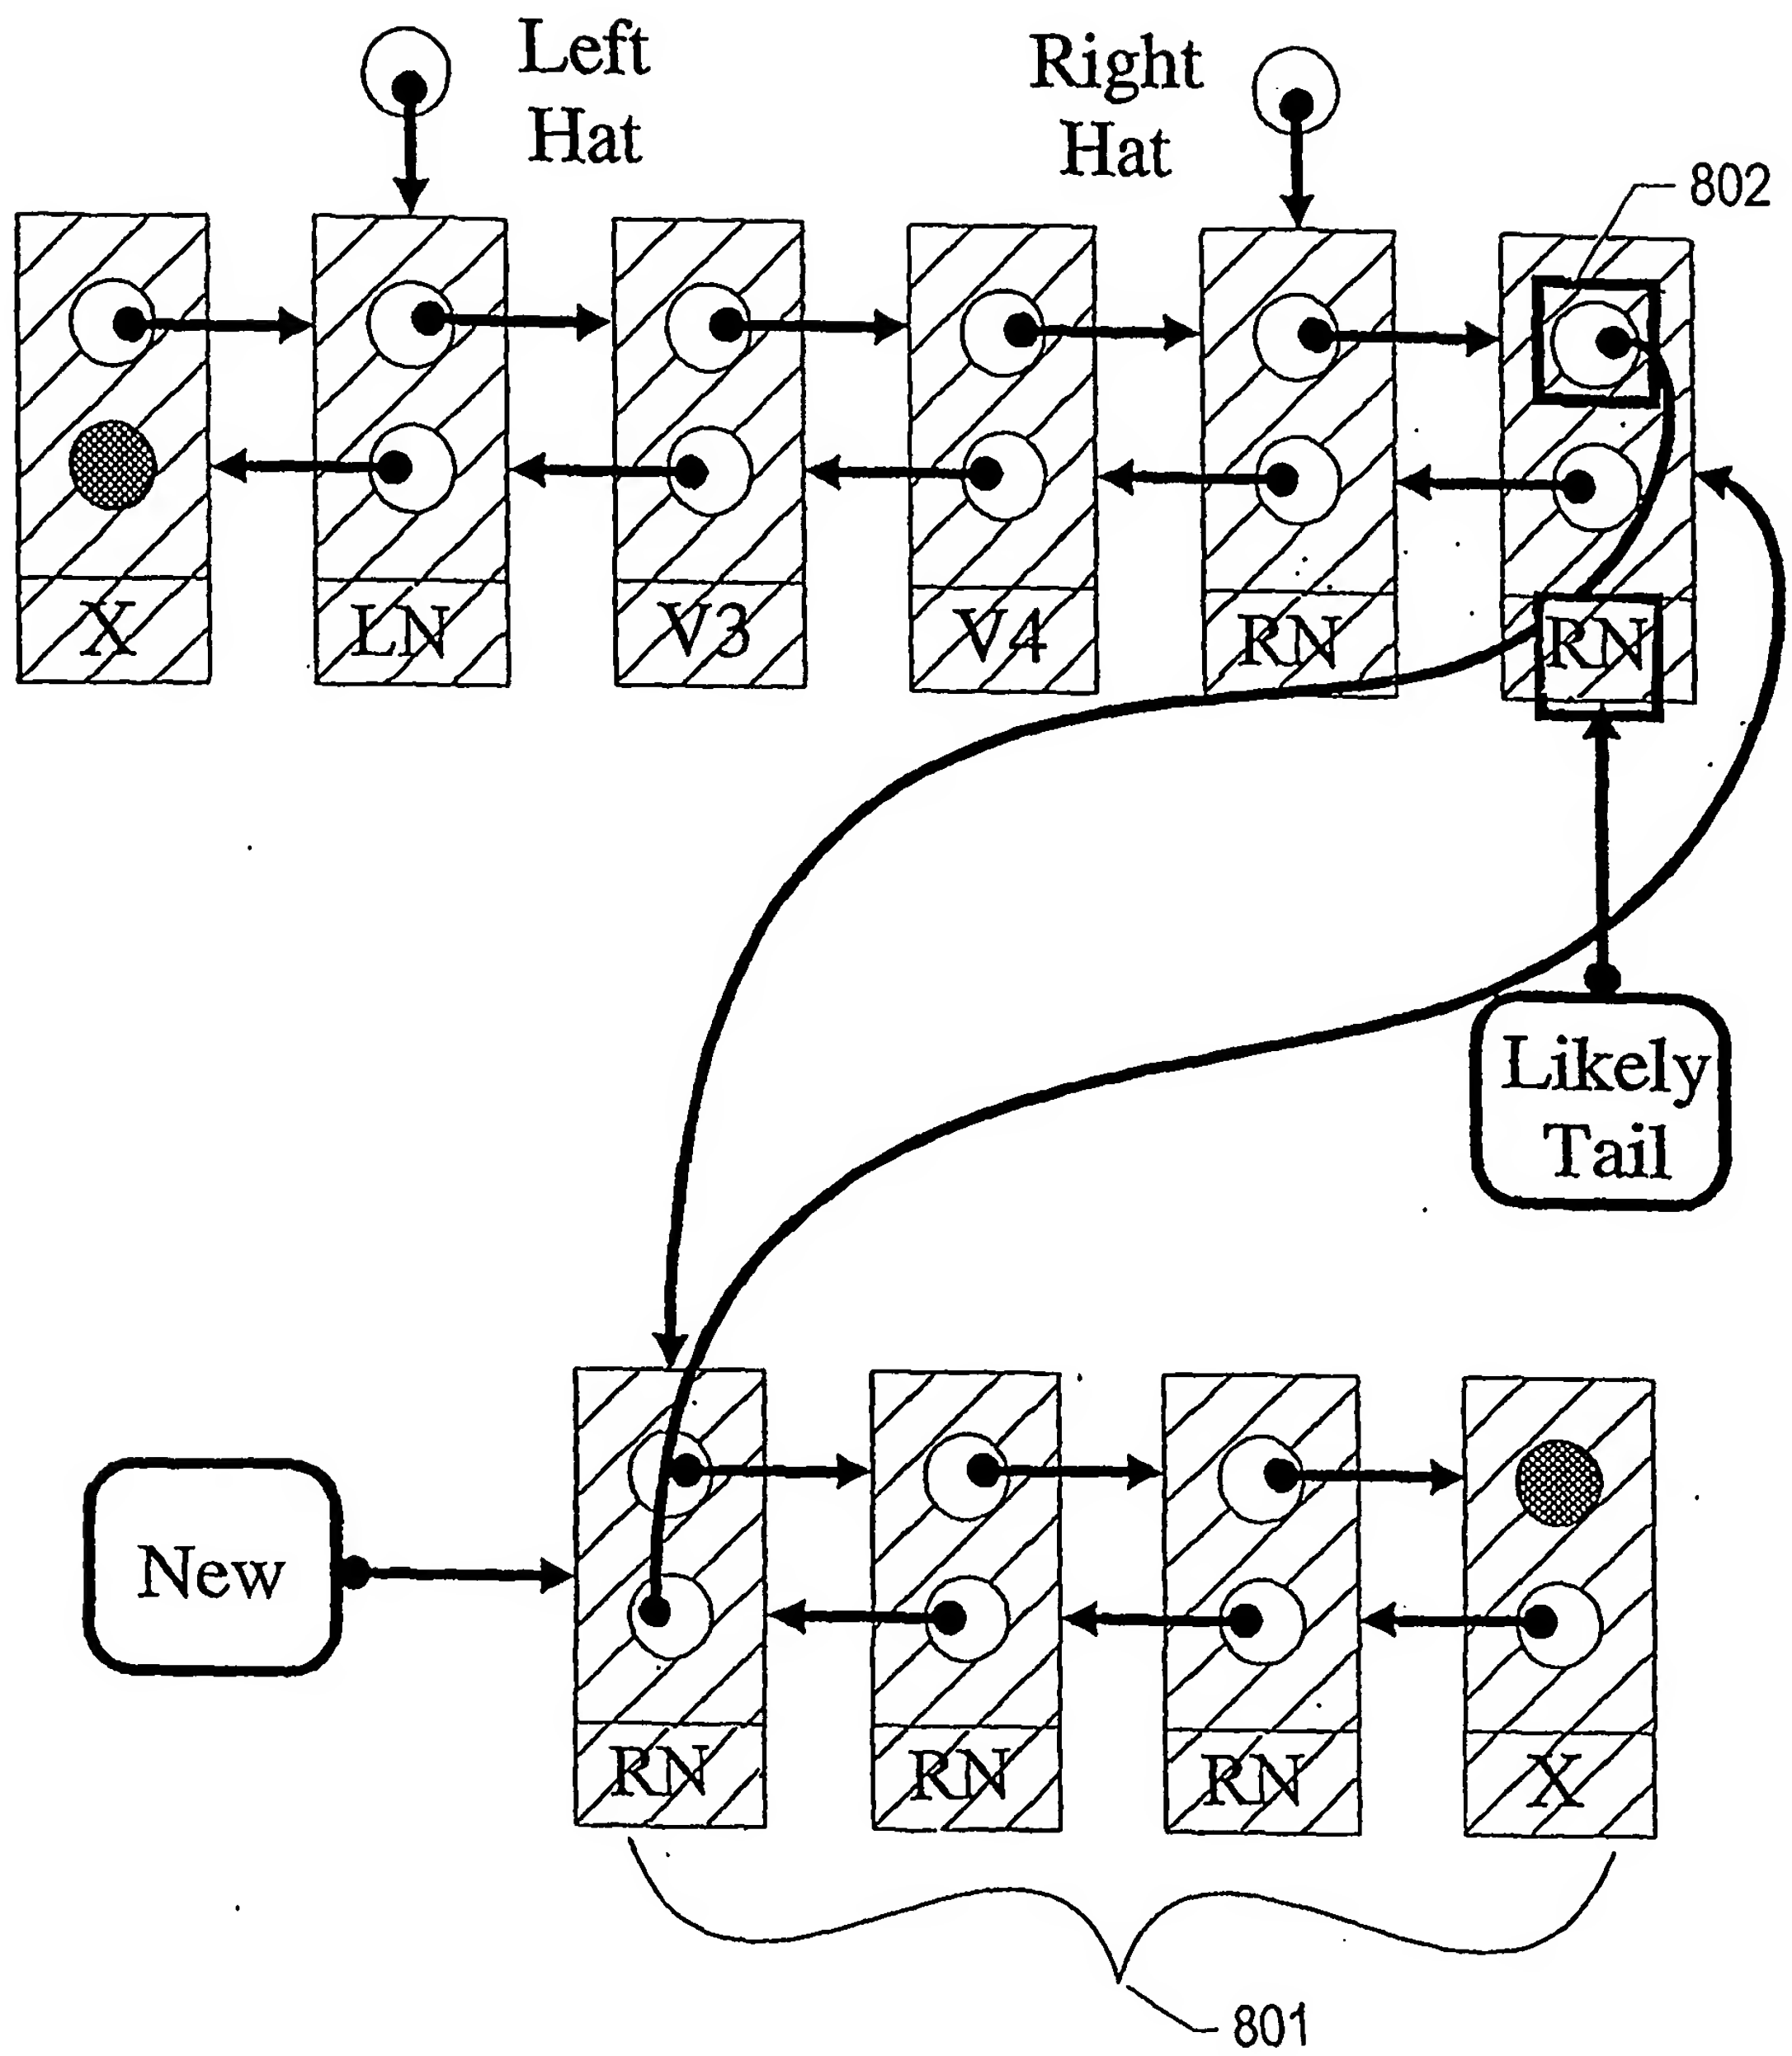 Left
Hat
Right
Hat
802
X
LN
V3
V4
RN
RN
Likely
Tail
New
RN
RN
RN
X
801